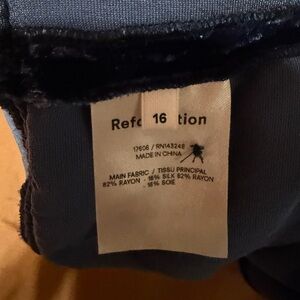 Refo 16 tion
17606 / RN143248
MADE IN CHINA
MAIN FABRIC / TISSU PRINCIPAL
82% RAYON - 18% SILK 82% RAYON
- 18% SOIE